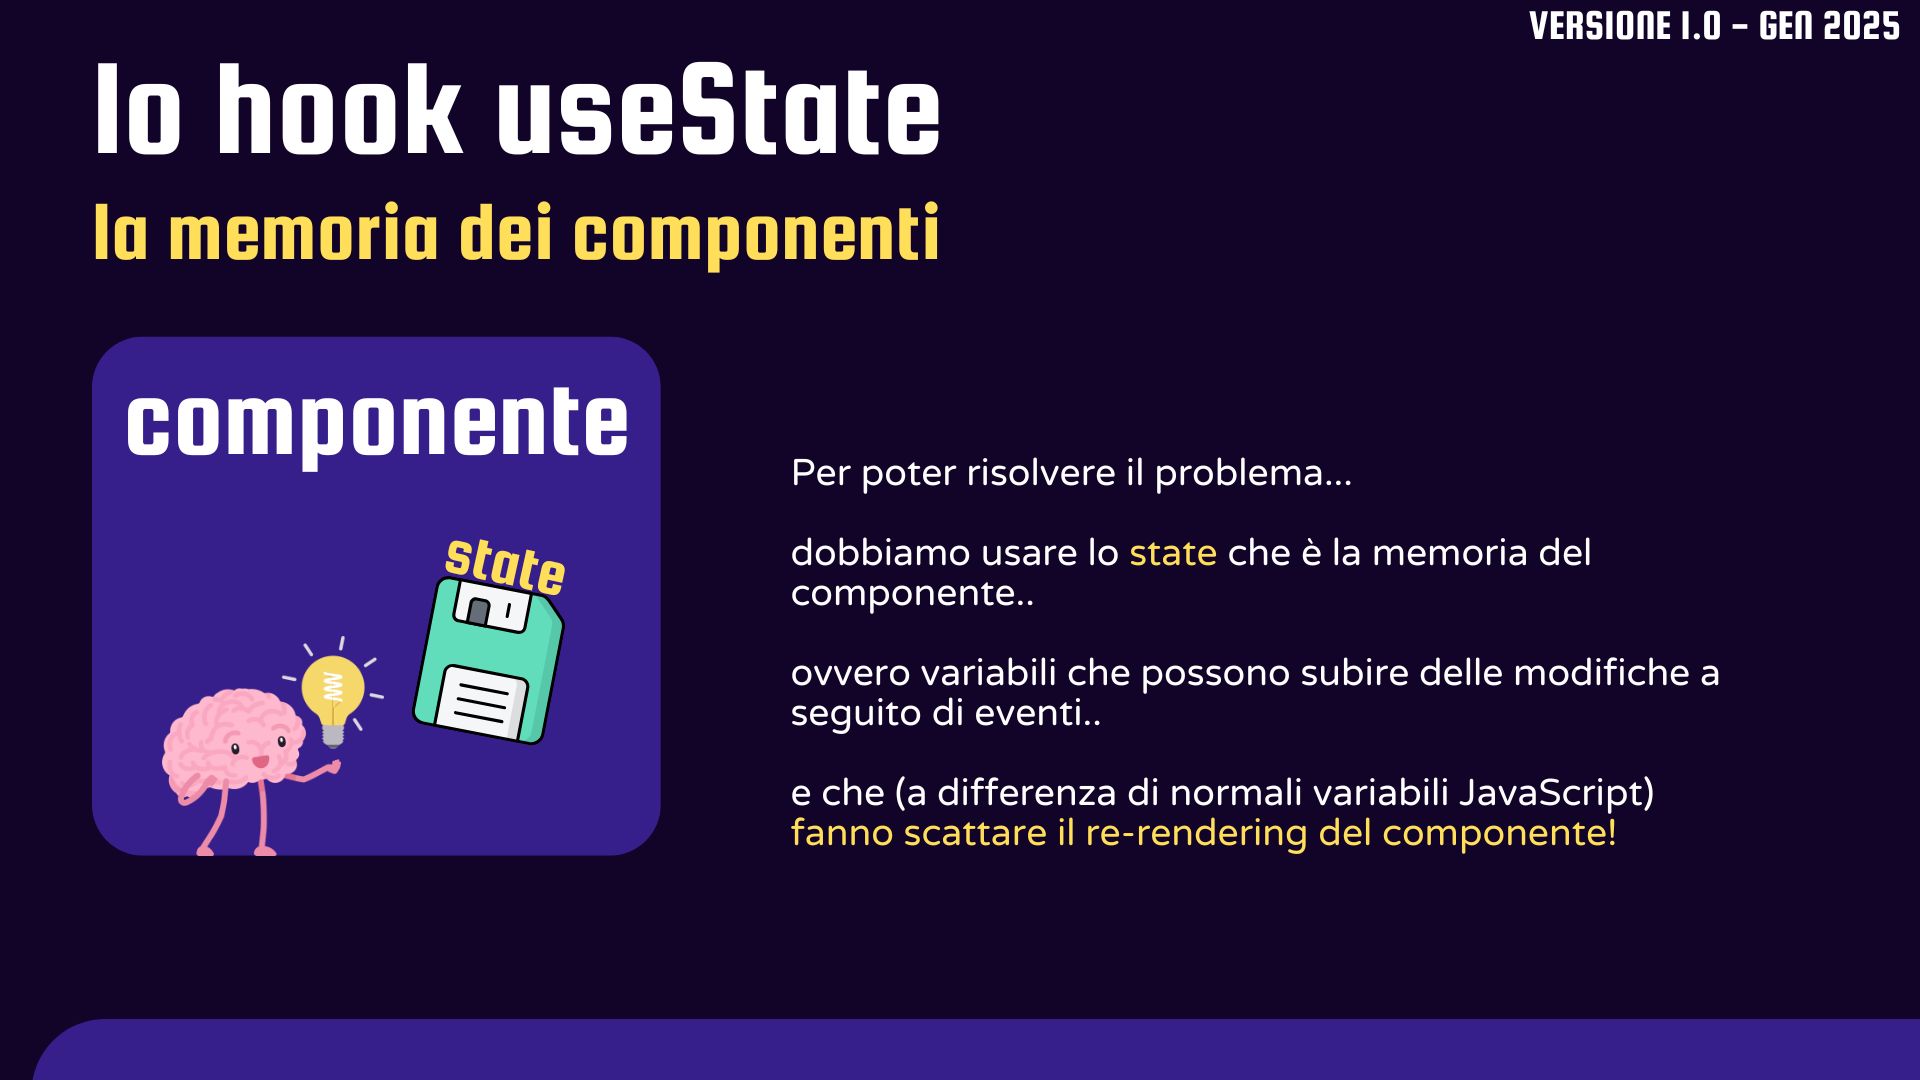 VERSIONE 1.0 - GEN 2025
lo hook useState
la memoria dei componenti
componente
state
Per poter risolvere il problema...
dobbiamo usare lo state che è la memoria del
componente..
ovvero variabili che possono subire delle modifiche a
seguito di eventi..
e che (a differenza di normali variabili JavaScript)
fanno scattare il re-rendering del componente!